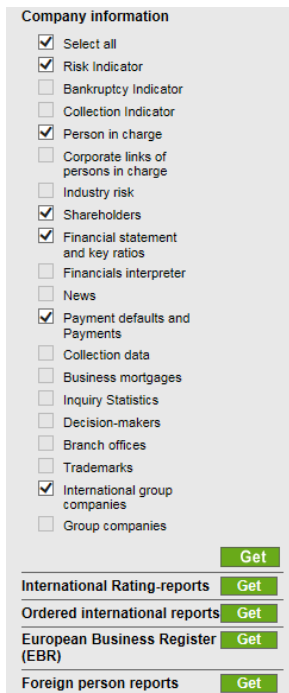 Company information
Select all
Risk Indicator
Bankruptcy Indicator
Collection Indicator
Person in charge
Corporate links of
persons in charge
Industry risk
Shareholders
Financial statement
and key ratios
Financials interpreter
News
Payment defaults and
Payments
Collection data
Business mortgages
Inquiry Statistics
Decision-makers
Branch offices
Trademarks
International group
companies
Group companies
Get
International Rating-reports Get
Ordered international reports Get
European Business Register Get
(EBR)
Foreign person reports Get